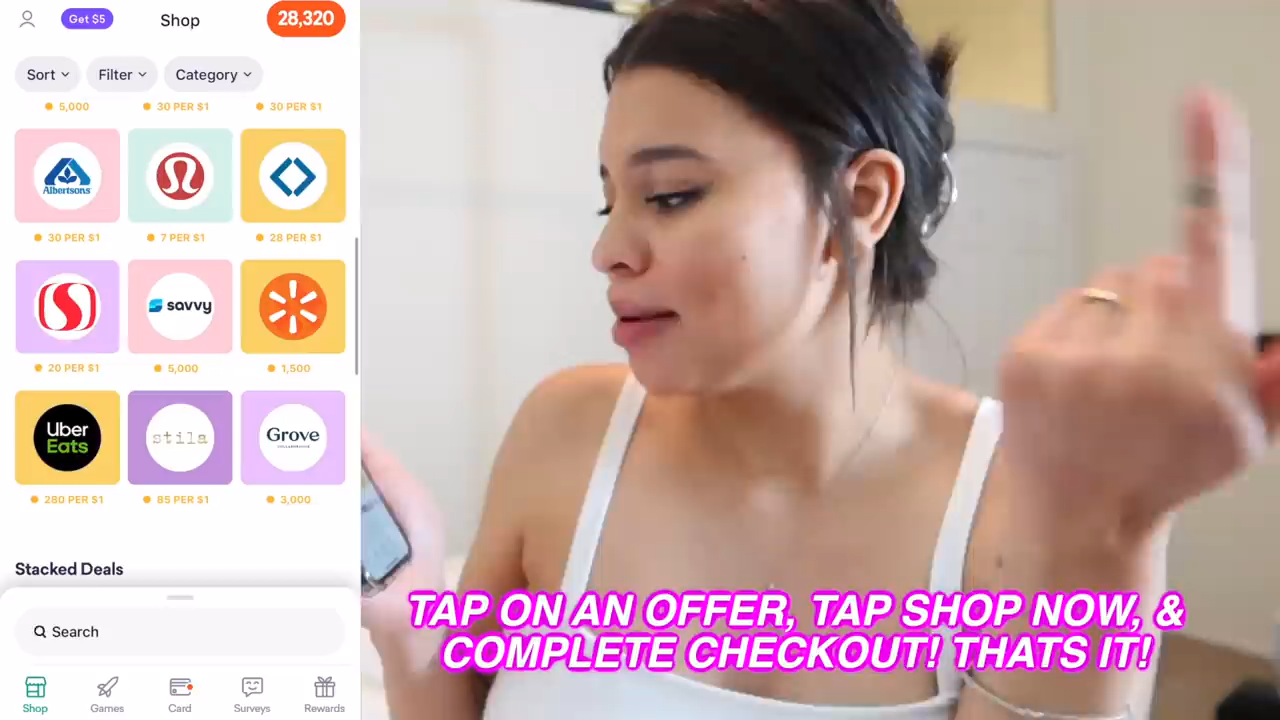 Get $5
Shop
28,320
Sort
Filter
Category
5,000
30 PER $1
30 PER $1
Albertsons
30 PER $1
7 PER $1
28 PER $1
savvy
20 PER $1
5,000
1,500
Uber
Eats
stila
Grove
280 PER $1
85 PER $1
3,000
Stacked Deals
Search
Shop
Games
Card
Surveys
Rewards
TAP ON AN OFFER, TAP SHOP NOW, &
COMPLETE CHECKOUT! THATS IT!